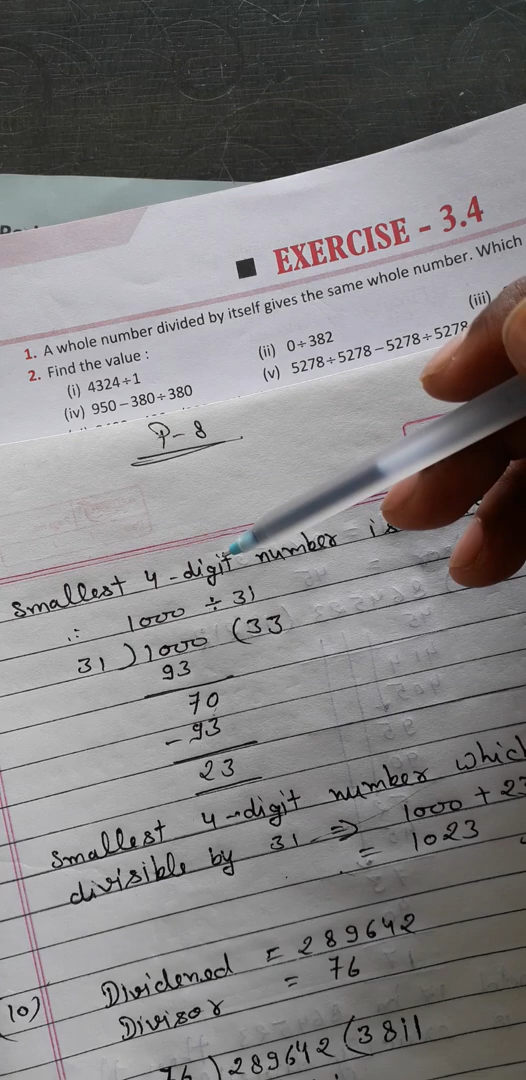 ■ EXERCISE - 3.4
1. A whole number divided by itself gives the same whole number. Which
2. Find the value :
(i) 4324÷1
(ii) 0÷382
(iii)
(iv) 950–380÷380
(v) 5278÷5278–5278÷5278
P-8
Smallest 4-digit number is
∴ 1000 ÷ 31
31 ) 1000 ( 33
93
70
- 93
23
Smallest 4-digit number which
divisible by 31 ⇒ 1000 + 23
= 1023
(10) Dividened = 289642
Divisor = 76
76 ) 289642 ( 3811